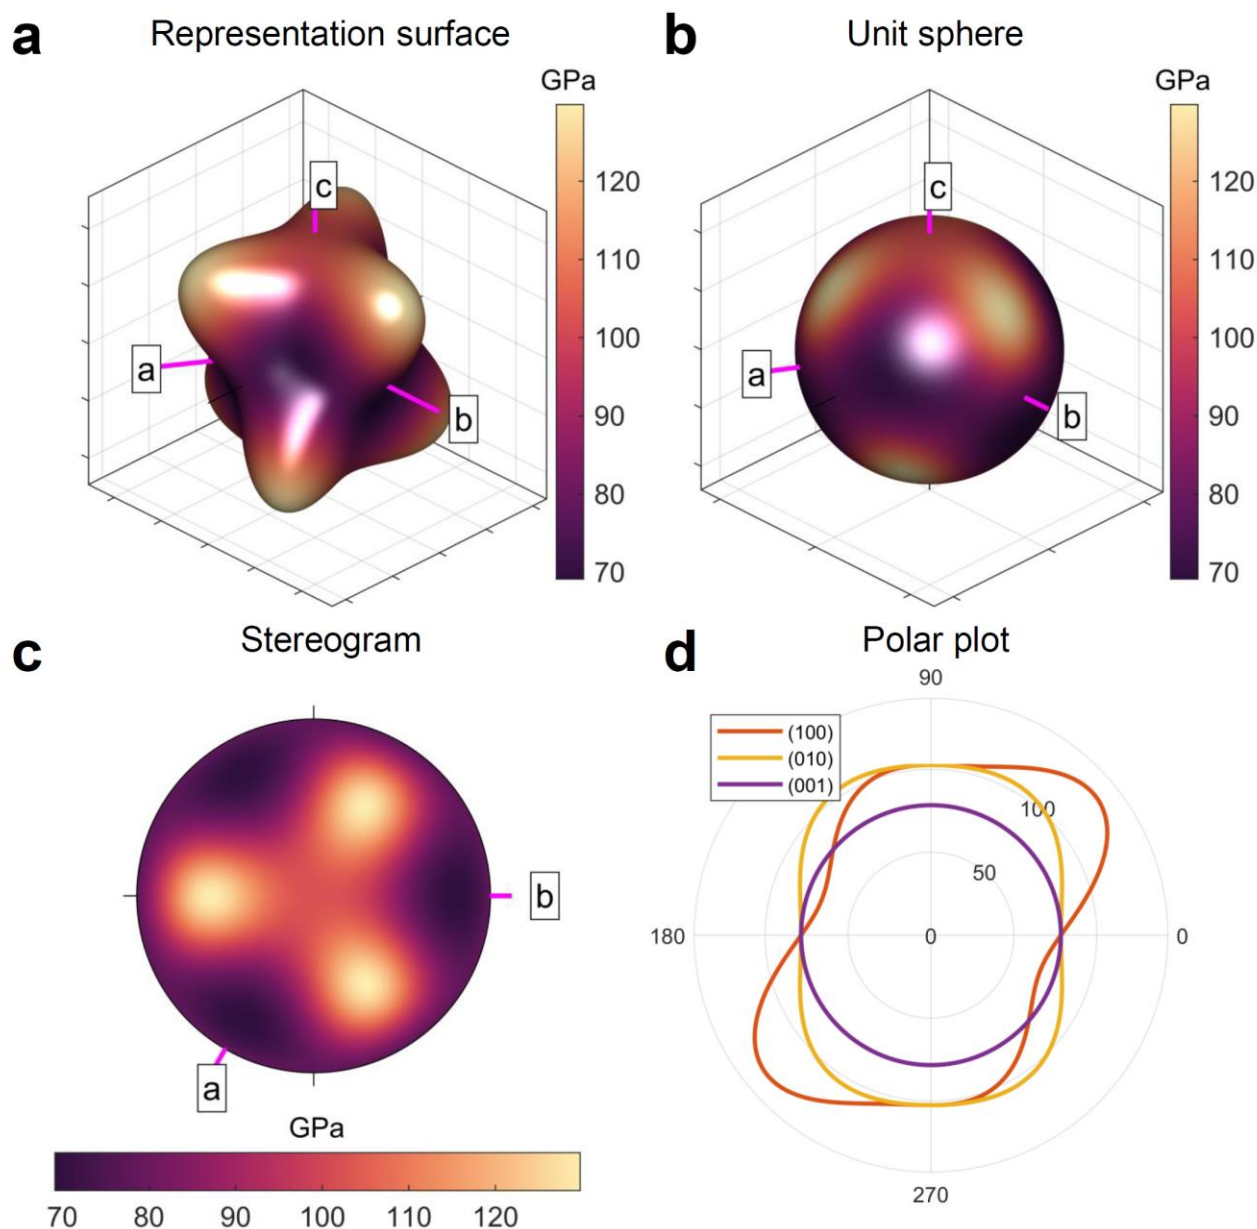 a
Representation surface
GPa
120
110
100
90
80
70
c
a
b
b
Unit sphere
GPa
120
110
100
90
80
70
c
a
b
c
Stereogram
b
a
GPa
70 80 90 100 110 120
d
Polar plot
90
(100)
(010)
(001)
100
50
180
0
0
270